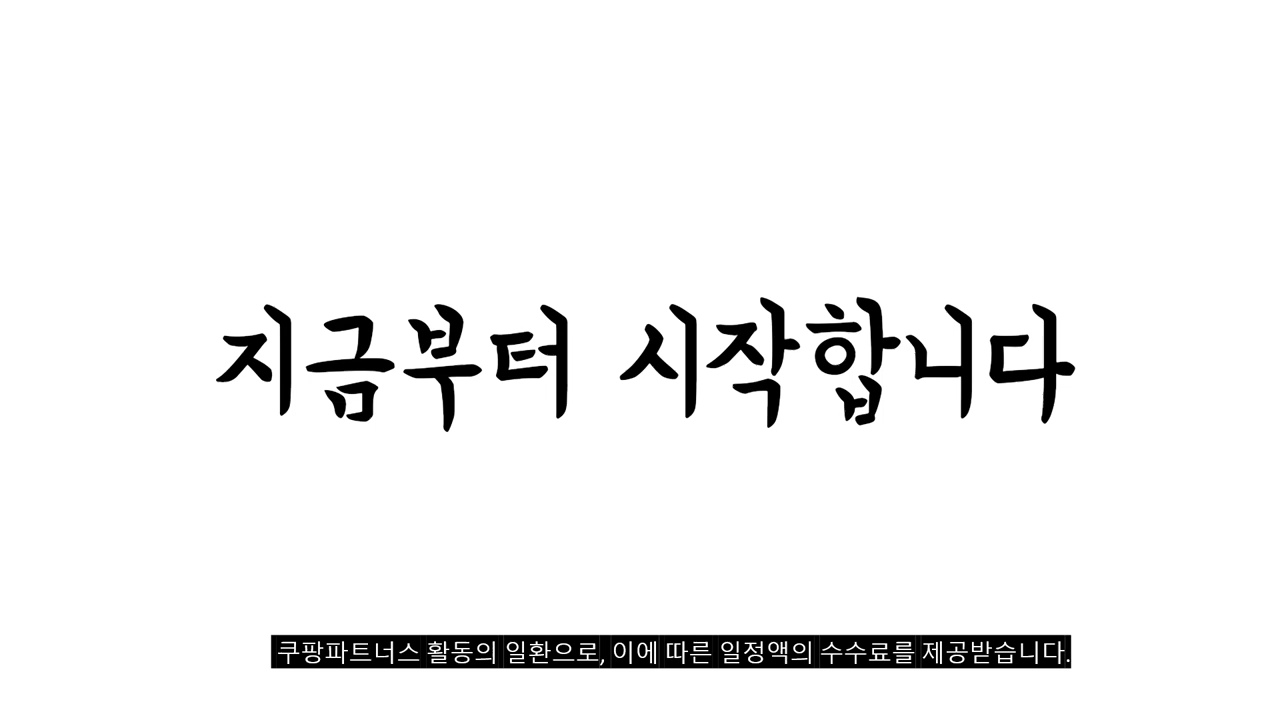 지금부터 시작합니다
쿠팡파트너스 활동의 일환으로, 이에 따른 일정액의 수수료를 제공받습니다.